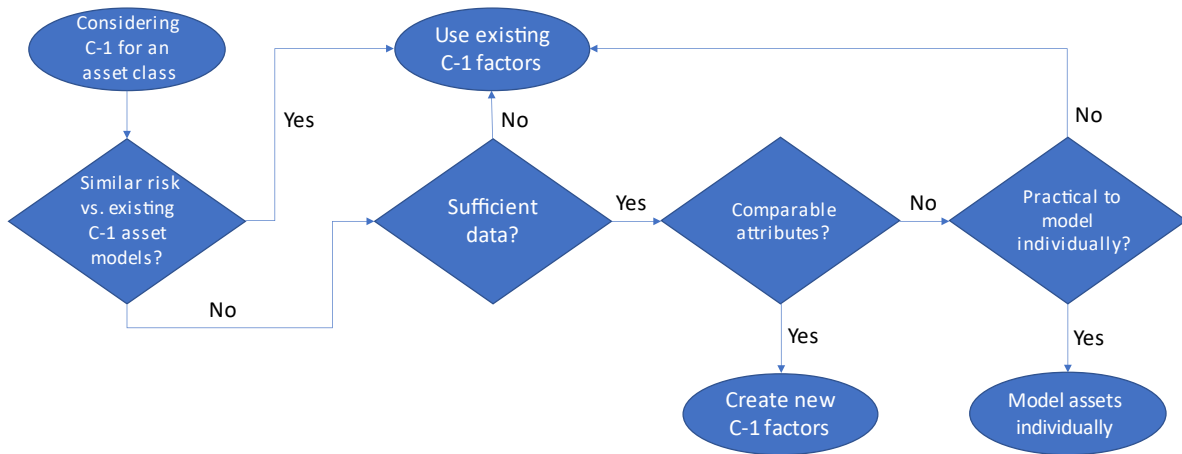 Considering
C-1 for an
asset class
Use existing
C-1 factors
Yes
No
No
Similar risk
vs. existing
C-1 asset
models?
Sufficient
data?
Yes
Comparable
attributes?
No
Practical to
model
individually?
No
Yes
Yes
Create new
C-1 factors
Model assets
individually